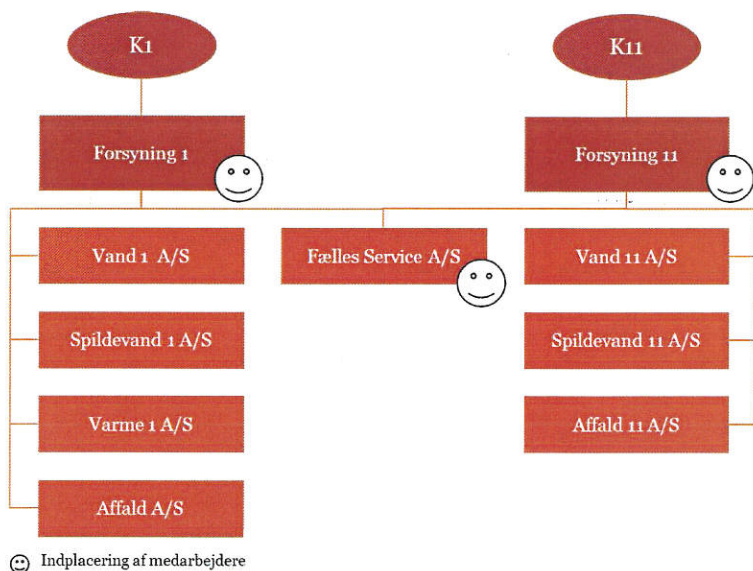 K1
K11
Forsyning 1
Forsyning 11
Vand 1 A/S
Fælles Service A/S
Vand 11 A/S
Spildevand 1 A/S
Spildevand 11 A/S
Varme 1 A/S
Affald 11 A/S
Affald A/S
Indplacering af medarbejdere